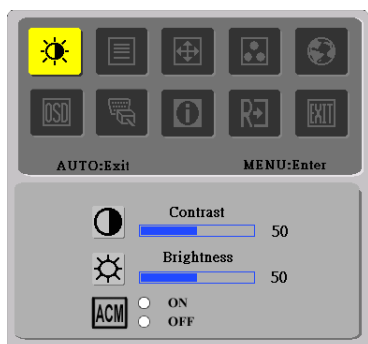 OSD i R EXIT
AUTO:Exit MENU:Enter
Contrast
50
Brightness
50
ACM ON
OFF